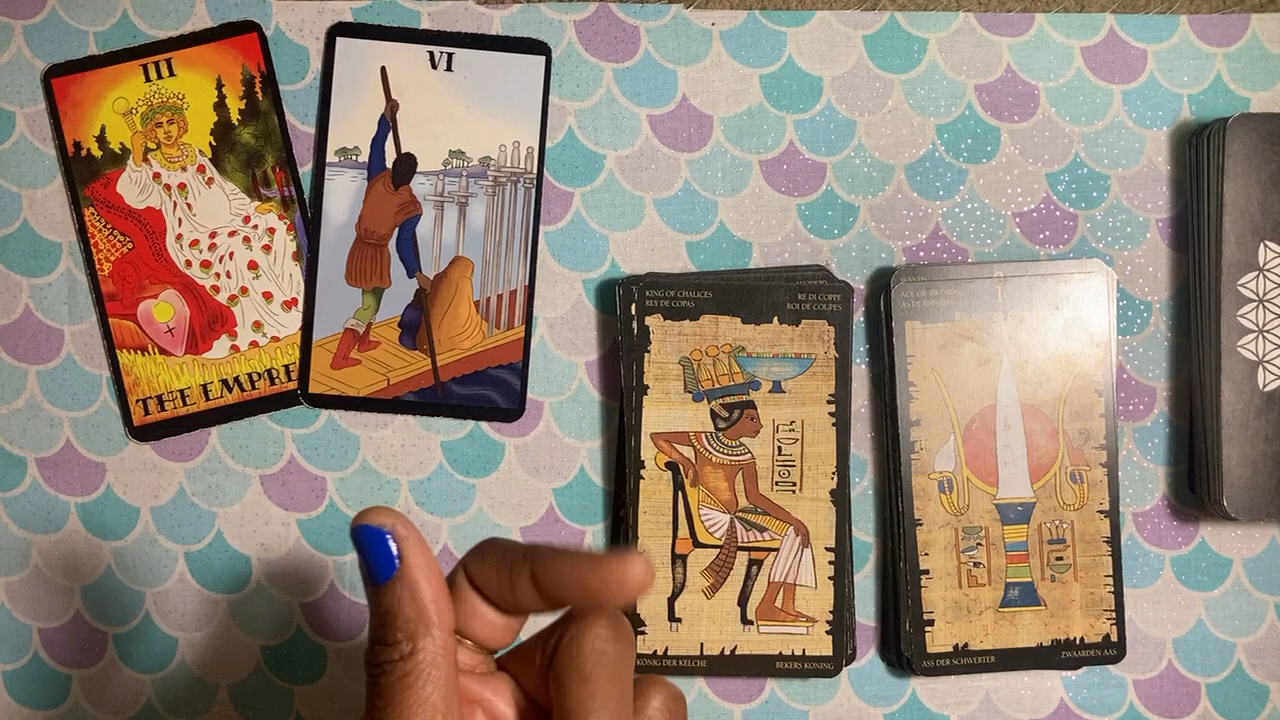 III
THE EMPRE
VI
KING OF CHALICES
REY DE COPAS
RE DI COPPE
ROI DE COUPES
KÖNIG DER KELCHE
BEKERS KONING
ACE OF SWORDS
AS DE ESPADAS
ASS DER SCHWERTER
ZWAARDEN AAS